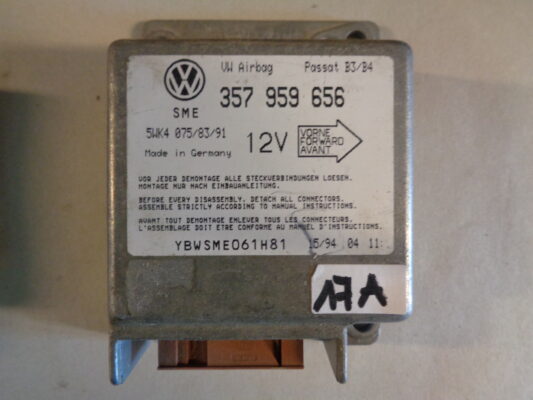 VW Airbag Passat B3/B4
357 959 656
SME
5WK4 075/83/91
Made in Germany
12V
VORNE
FORWARD
AVANT
VOR JEDER DEMONTAGE ALLE STECKVERBINDUNGEN LOESEN.
MONTAGE NUR NACH EINBAUANLEITUNG.
BEFORE EVERY DISASSEMBLY, DETACH ALL CONNECTORS.
ASSEMBLE STRICTLY ACCORDING TO MANUAL INSTRUCTIONS.
AVANT TOUT DEMONTAGE ENLEVER TOUS LES CONNECTEURS.
L'ASSEMBLAGE DOIT ÊTRE CONFORME AU MANUEL D'INSTRUCTIONS.
YBWSME061H81 15/94 04 11:
17A